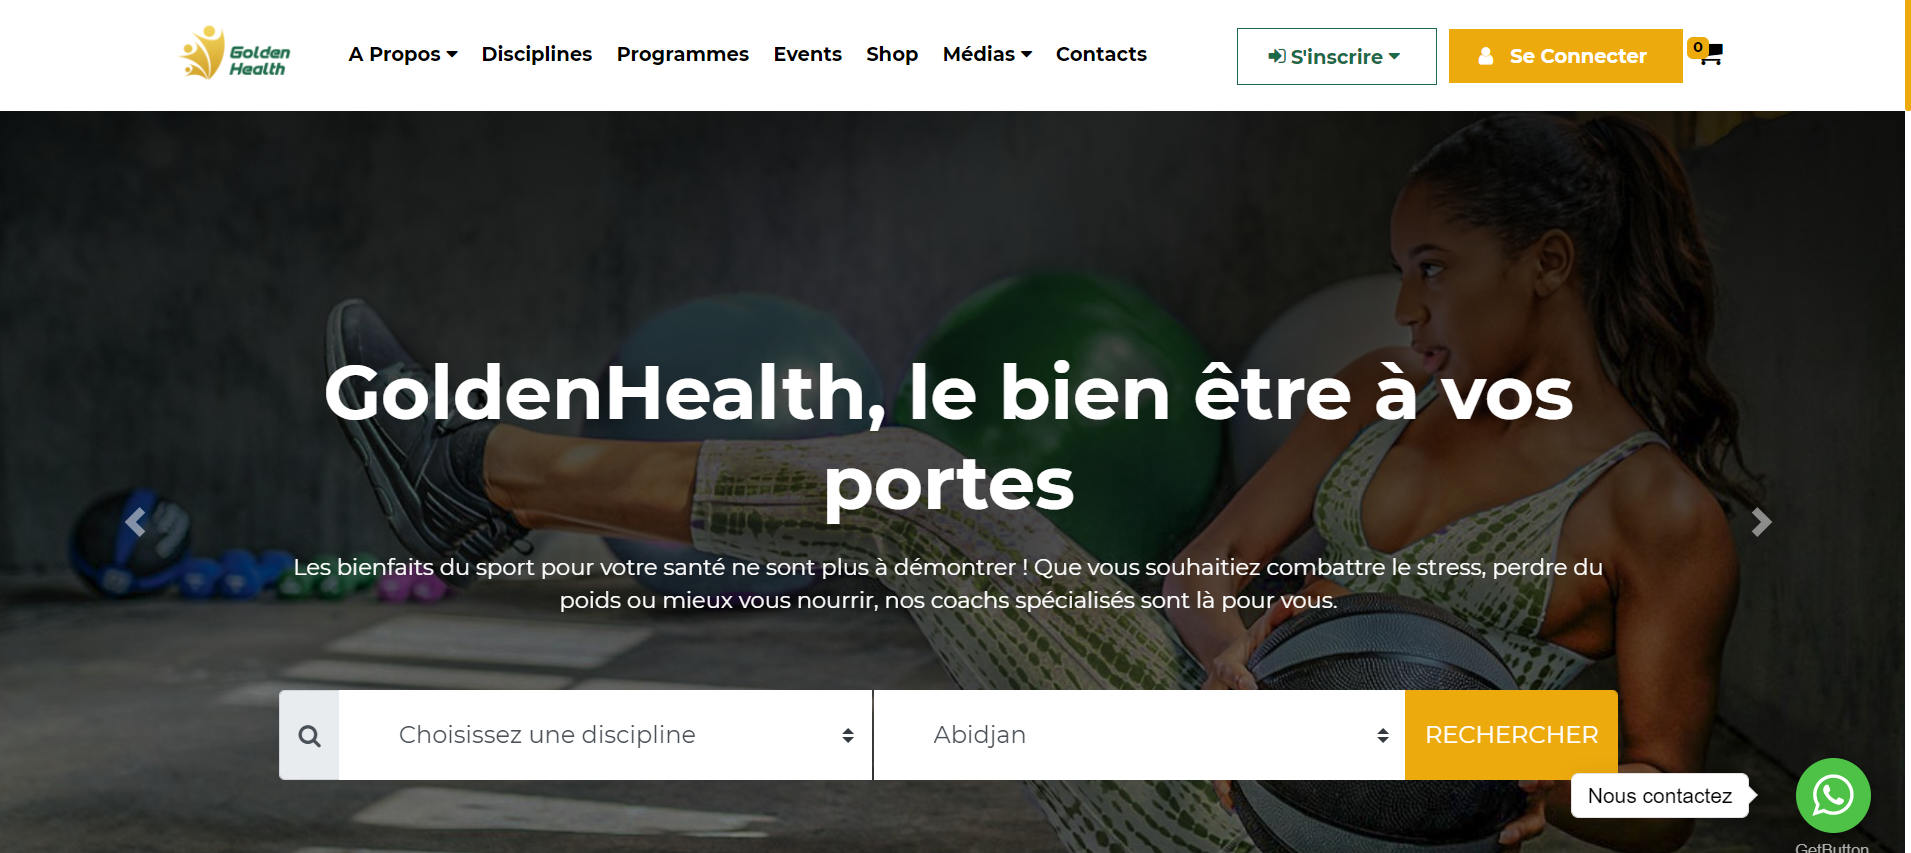 Golden
Health
A Propos
Disciplines
Programmes
Events
Shop
Médias
Contacts
S'inscrire
Se Connecter
0
GoldenHealth, le bien être à vos
portes
Les bienfaits du sport pour votre santé ne sont plus à démontrer ! Que vous souhaitiez combattre le stress, perdre du
poids ou mieux vous nourrir, nos coachs spécialisés sont là pour vous.
Choisissez une discipline
Abidjan
RECHERCHER
Nous contactez
GetButton